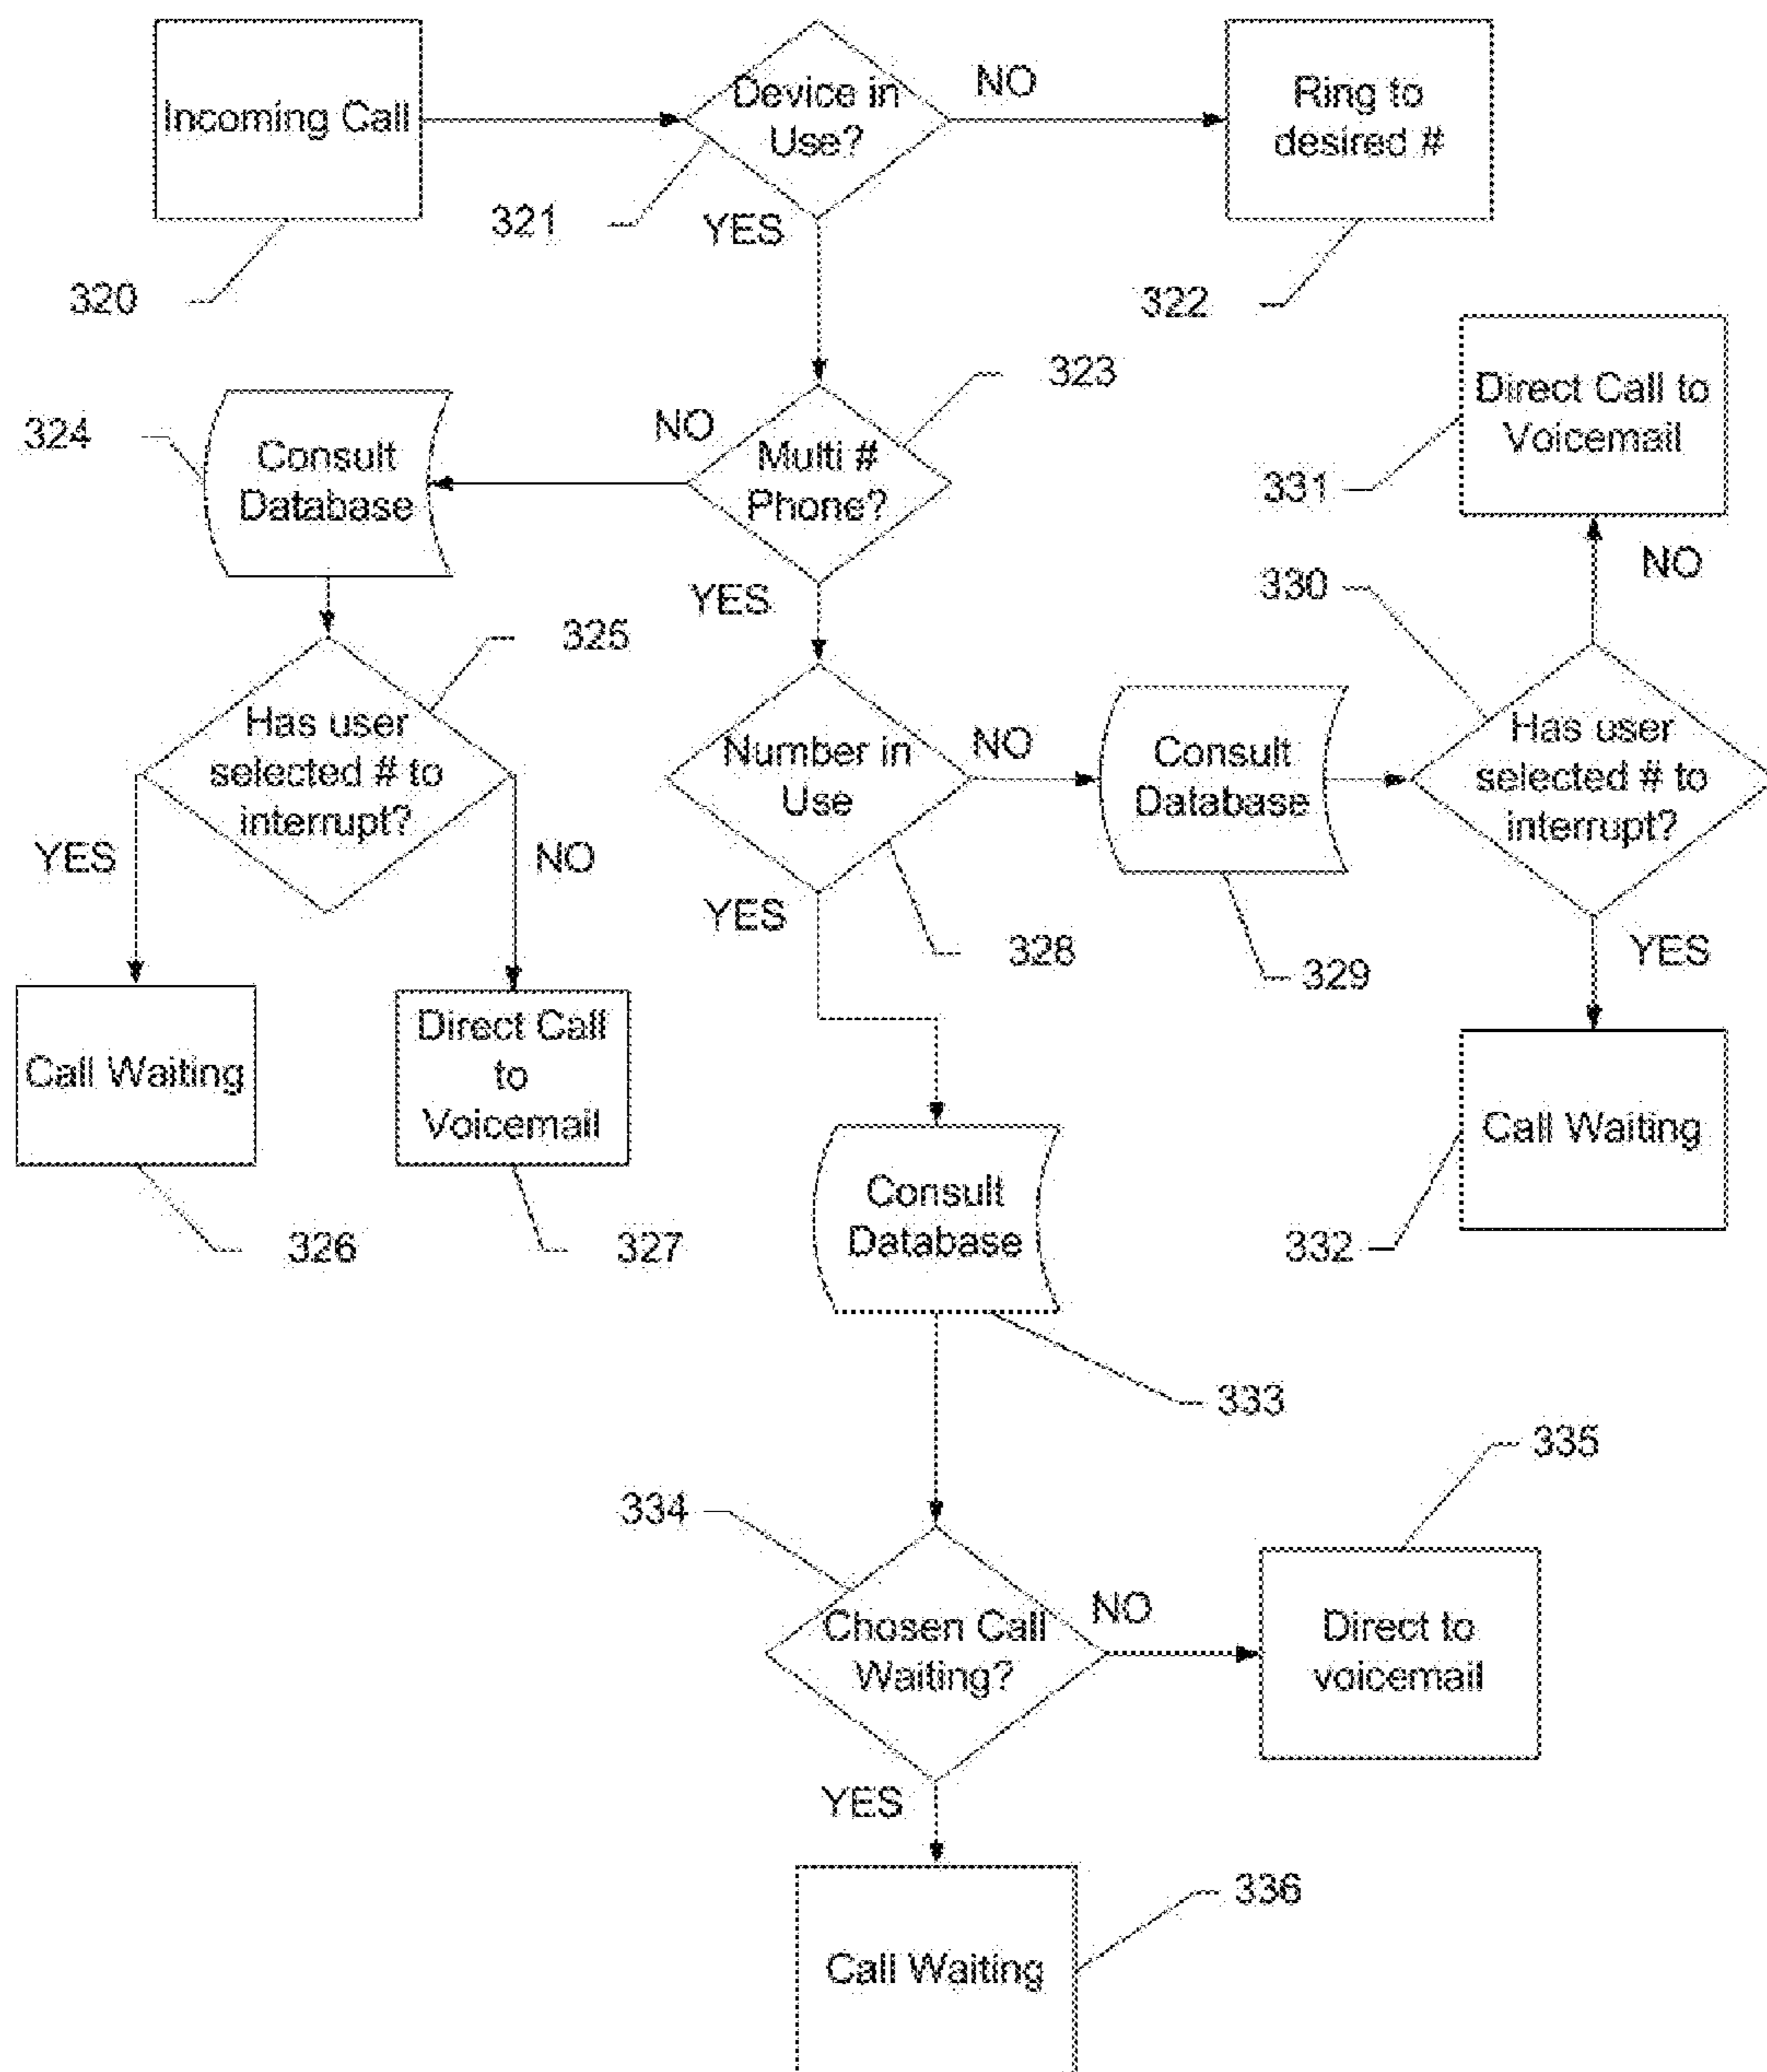 Incoming Call
Device in
Use?
NO
Ring to
desired #
321
YES
320
322
323
324
NO
Consult
Database
Multi #
Phone?
Direct Call to
Voicemail
331
YES
330
NO
325
Has user
selected # to
interrupt?
Number in
Use
NO
Consult
Database
Has user
selected # to
interrupt?
YES
NO
YES
328
329
YES
Call Waiting
Direct Call
to
Voicemail
Call Waiting
326
327
Consult
Database
332
333
335
334
Chosen Call
Waiting?
NO
Direct to
voicemail
YES
336
Call Waiting